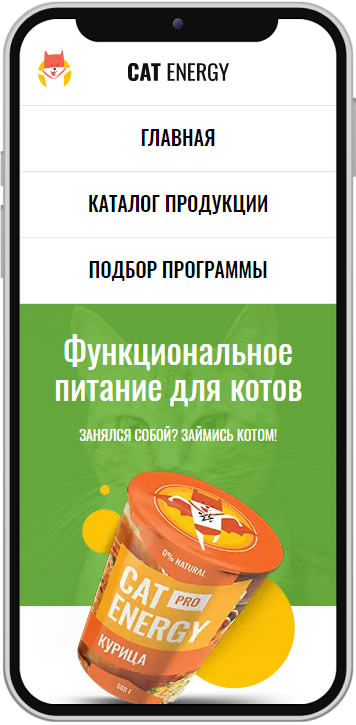 CAT ENERGY
ГЛАВНАЯ
КАТАЛОГ ПРОДУКЦИИ
ПОДБОР ПРОГРАММЫ
Функциональное
питание для котов
ЗАНЯЛСЯ СОБОЙ? ЗАЙМИСЬ КОТОМ!
0% NATURAL
CAT PRO
ENERGY
КУРИЦА
500 Г